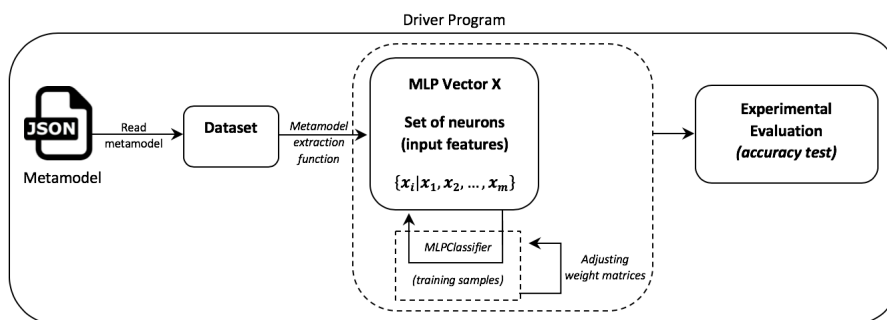 Driver Program
JSON
Metamodel
Read
metamodel
Dataset
Metamodel
extraction
function
MLP Vector X
Set of neurons
(input features)
{x_i|x_1, x_2, …, x_m}
MLPClassifier
(training samples)
Adjusting
weight matrices
Experimental
Evaluation
(accuracy test)